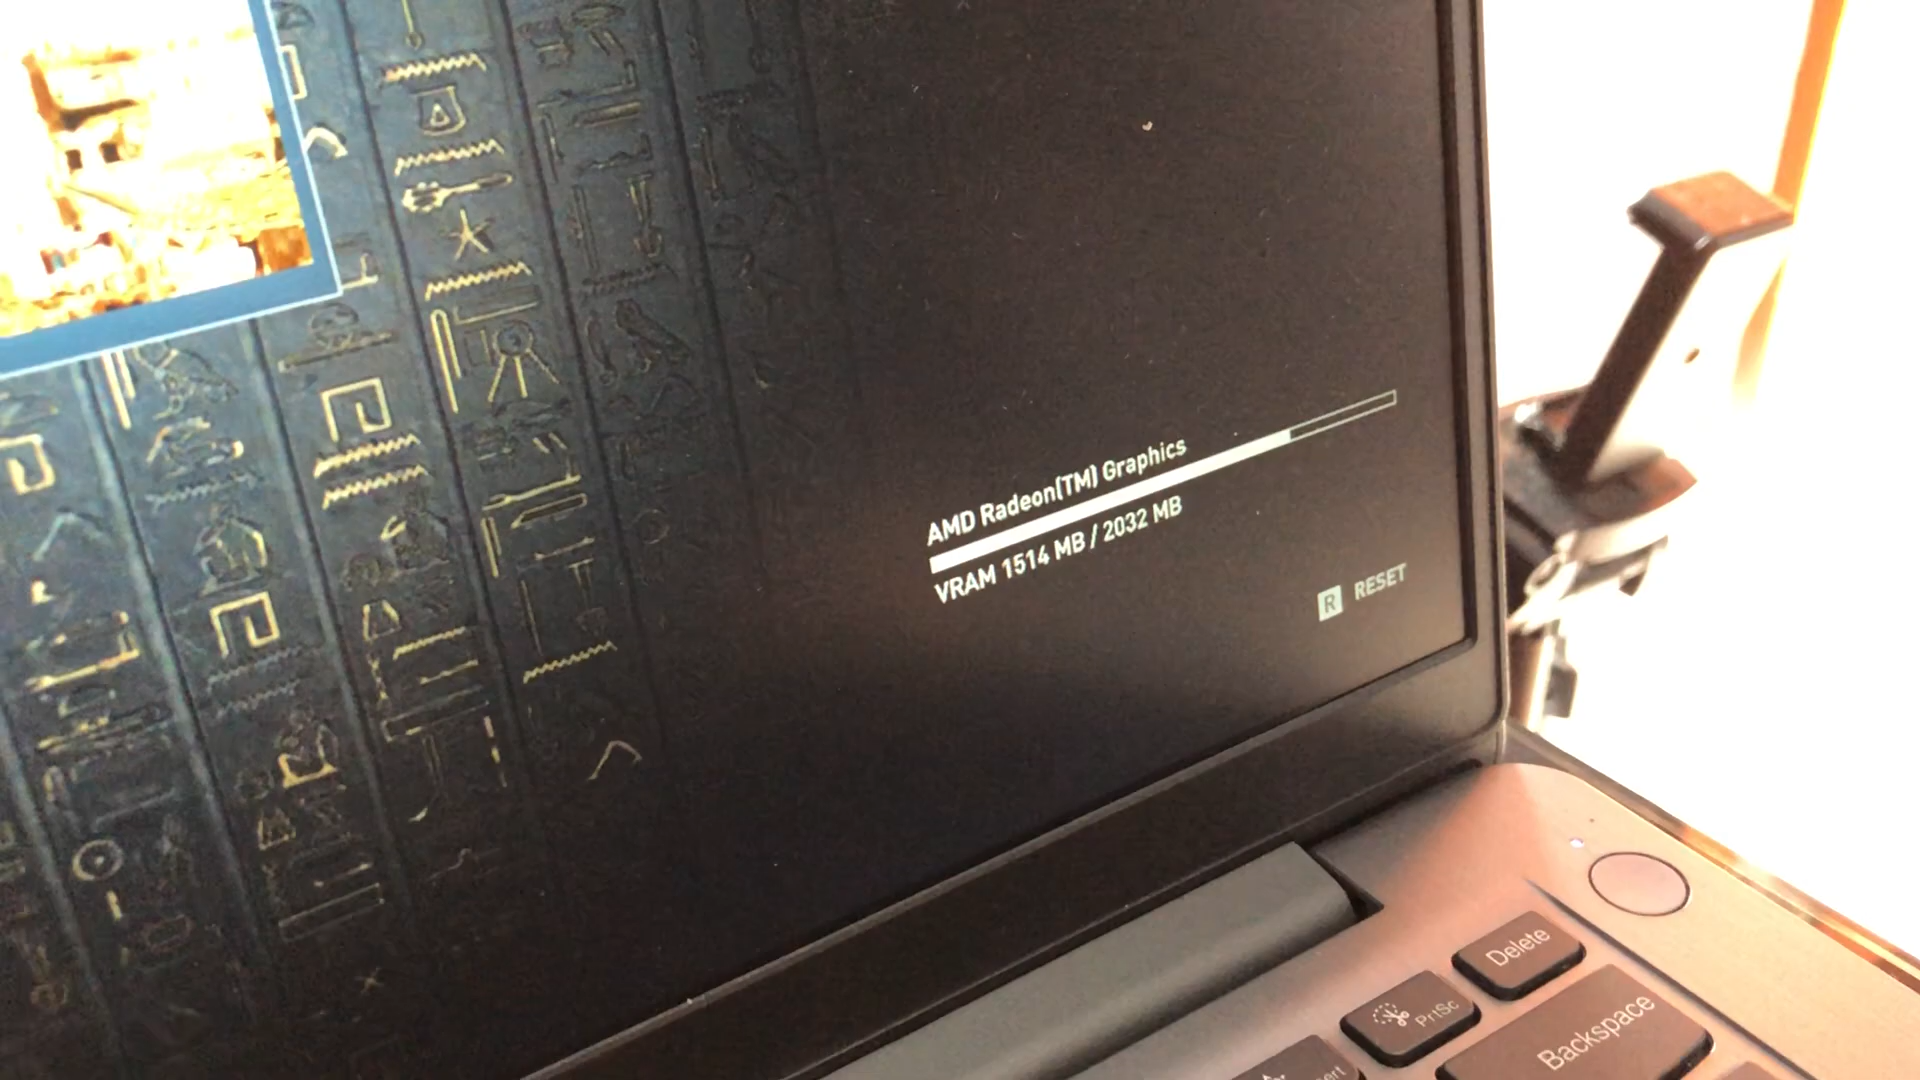 AMD Radeon(TM) Graphics
VRAM 1514 MB / 2032 MB
R RESET
Delete
PrtSc
Backspace